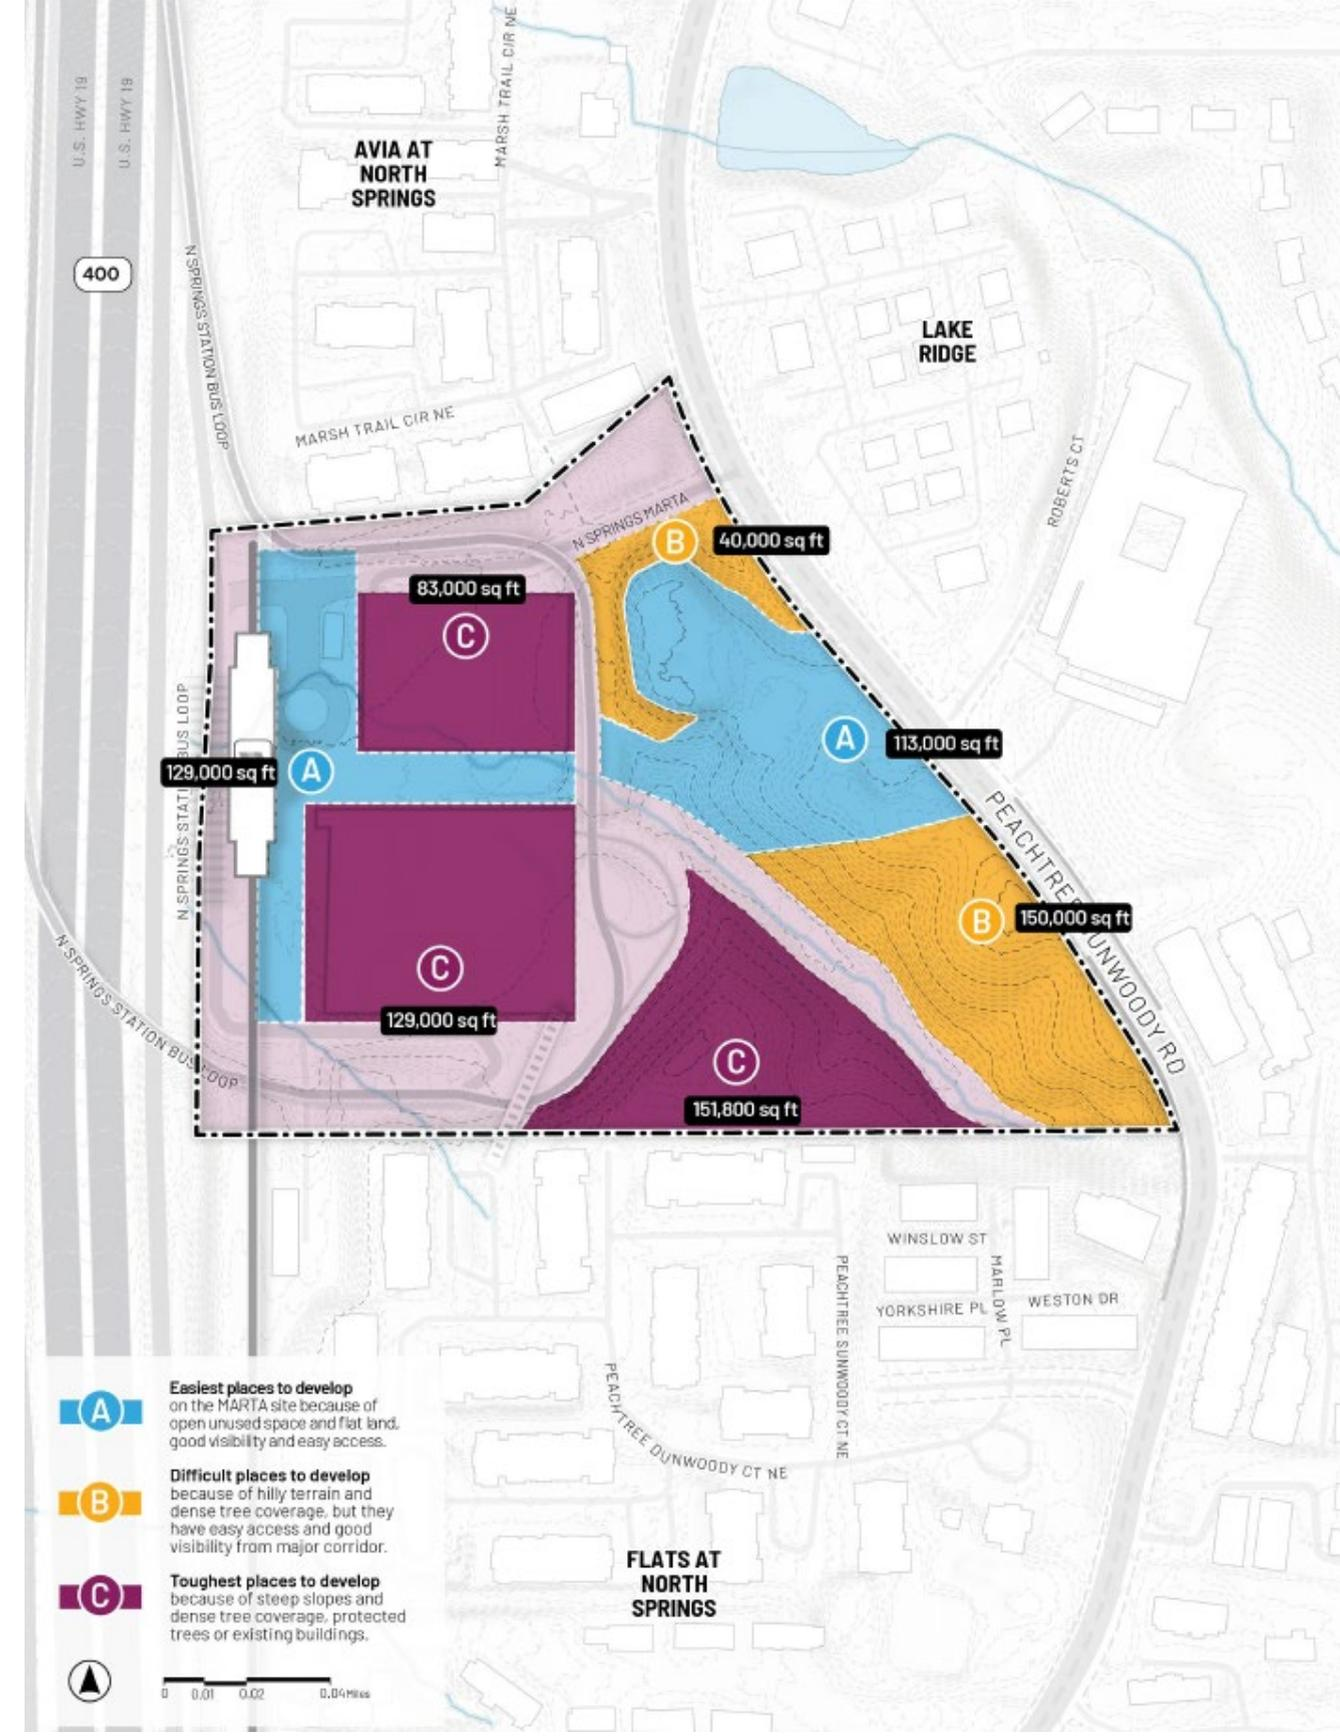 U.S. HWY 19
U.S. HWY 19
MARSH TRAIL CIR NE
AVIA AT
NORTH
SPRINGS
400
N SPRINGS STATION BUS LOOP
LAKE
RIDGE
MARSH TRAIL CIR NE
ROBERTS CT
N SPRINGS MARTA
B
40,000 sq ft
83,000 sq ft
C
A
113,000 sq ft
129,000 sq ft
A
N SPRINGS STATION BUS LOOP
PEACHTREE DUNWOODY RD
B
150,000 sq ft
C
129,000 sq ft
N SPRINGS STATION BUS LOOP
C
151,800 sq ft
WINSLOW ST
MARLOW PL
YORKSHIRE PL
WESTON DR
PEACHTREE SUNWOODY CT NE
PEACHTREE DUNWOODY CT NE
FLATS AT
NORTH
SPRINGS
A
Easiest places to develop
on the MARTA site because of
open unused space and flat land,
good visibility and easy access.
B
Difficult places to develop
because of hilly terrain and
dense tree coverage, but they
have easy access and good
visibility from major corridor.
C
Toughest places to develop
because of steep slopes and
dense tree coverage, protected
trees or existing buildings.
0 0.01 0.02 0.04 Miles